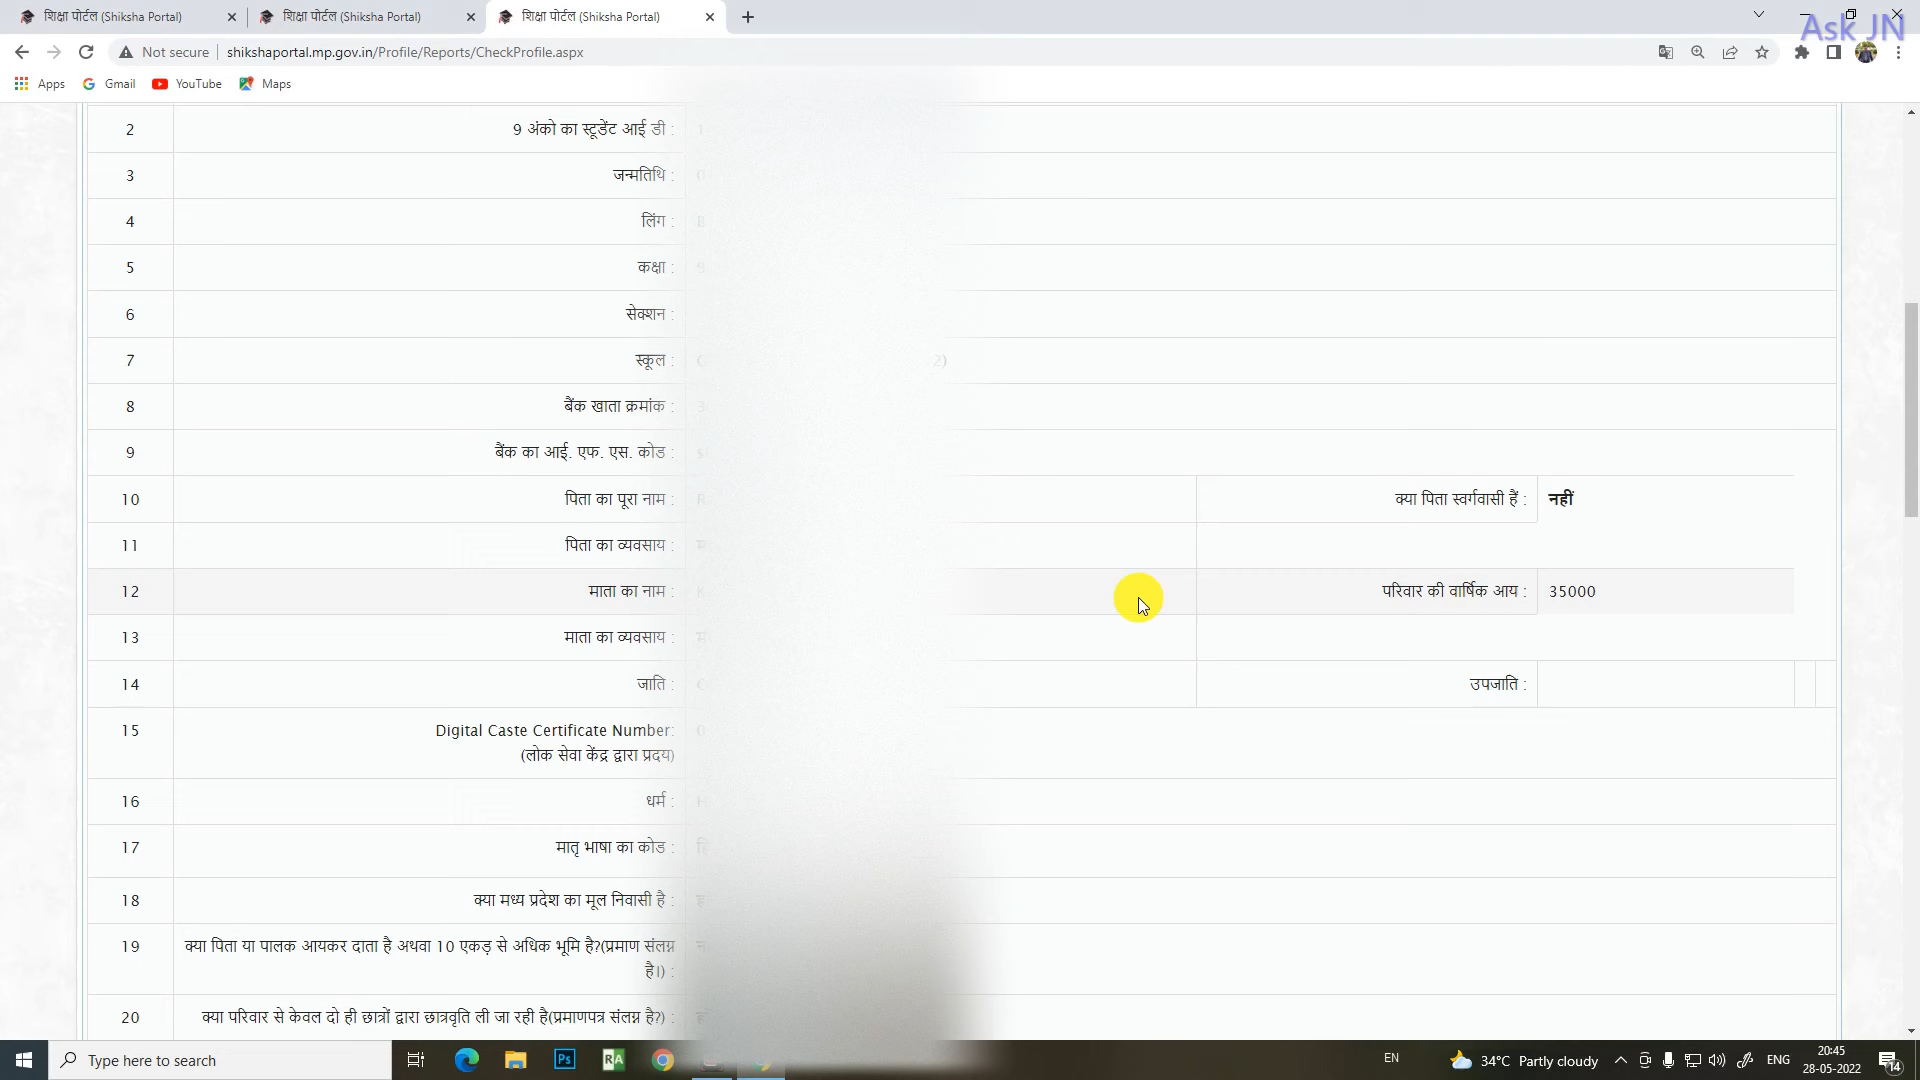 शिक्षा पोर्टल (Shiksha Portal)
शिक्षा पोर्टल (Shiksha Portal)
शिक्षा पोर्टल (Shiksha Portal)
Ask JN
Not secure shikshaportal.mp.gov.in/Profile/Reports/CheckProfile.aspx
Apps Gmail YouTube Maps
2 9 अंको का स्टूडेंट आई डी :
3 जन्मतिथि :
4 लिंग :
5 कक्षा :
6 सेक्शन :
7 स्कूल : 2)
8 बैंक खाता क्रमांक :
9 बैंक का आई. एफ. एस. कोड :
10 पिता का पूरा नाम : क्या पिता स्वर्गवासी हैं : नहीं
11 पिता का व्यवसाय :
12 माता का नाम : परिवार की वार्षिक आय : 35000
13 माता का व्यवसाय :
14 जाति : उपजाति :
15 Digital Caste Certificate Number:
(लोक सेवा केंद्र द्वारा प्रदय)
16 धर्म :
17 मातृ भाषा का कोड :
18 क्या मध्य प्रदेश का मूल निवासी है :
19 क्या पिता या पालक आयकर दाता है अथवा 10 एकड़ से अधिक भूमि है?(प्रमाण संलग्न
है।) :
20 क्या परिवार से केवल दो ही छात्रों द्वारा छात्रवृति ली जा रही है(प्रमाणपत्र संलग्न है?) :
Type here to search
Ps RA
EN 34°C Partly cloudy ENG
20:45
28-05-2022
14